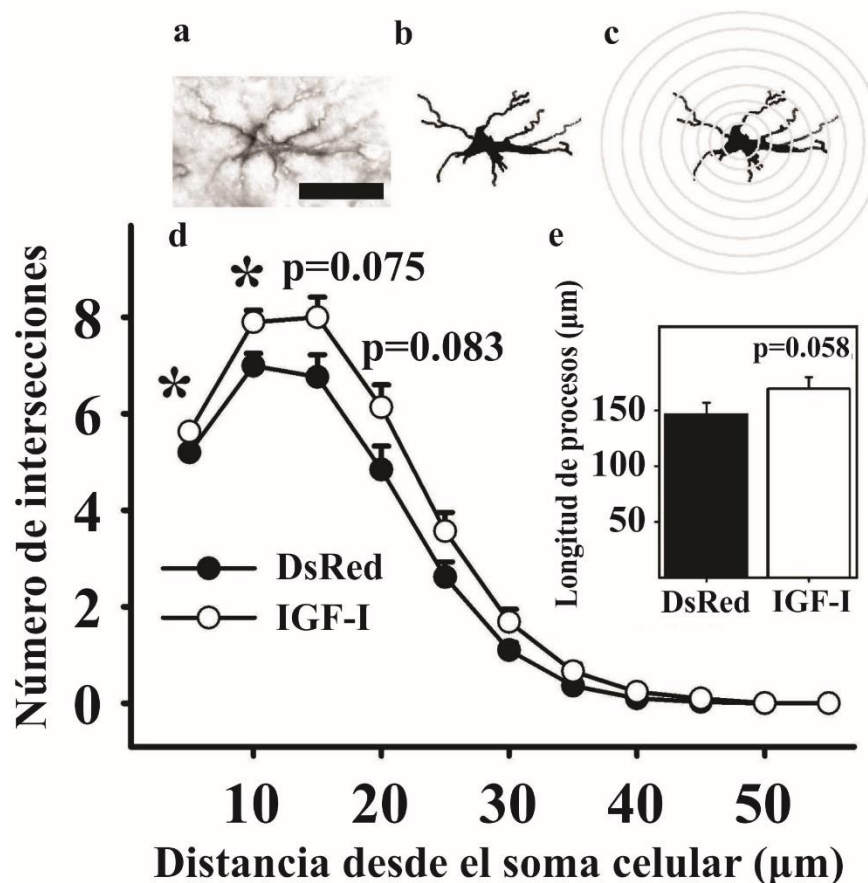 a
b
c
d
e
*
*
p=0.075
p=0.083
Número de intersecciones
8
6
4
2
0
DsRed
IGF-I
10
20
30
40
50
Distancia desde el soma celular (µm)
Longitud de procesos (µm)
p=0.058
150
100
50
DsRed
IGF-I